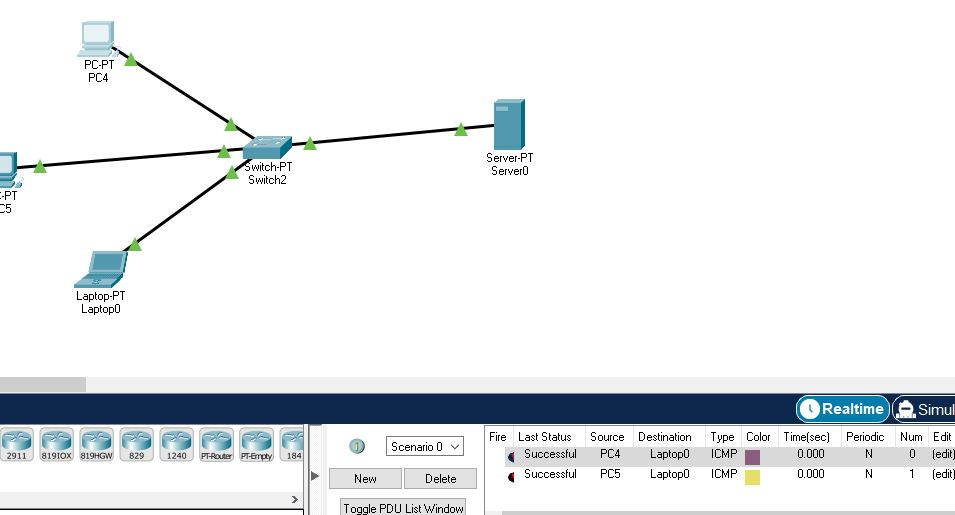 PC-PT
PC4
Switch-PT
Switch2
Server-PT
Server0
C-PT
C5
Laptop-PT
Laptop0
Realtime
Simul
2911
819IOX
819HGW
829
1240
PT-Router
PT-Empty
184
Scenario 0
New
Delete
Toggle PDU List Window
Fire Last Status Source Destination Type Color Time(sec) Periodic Num Edit
Successful PC4 Laptop0 ICMP 0.000 N 0 (edit)
Successful PC5 Laptop0 ICMP 0.000 N 1 (edit)